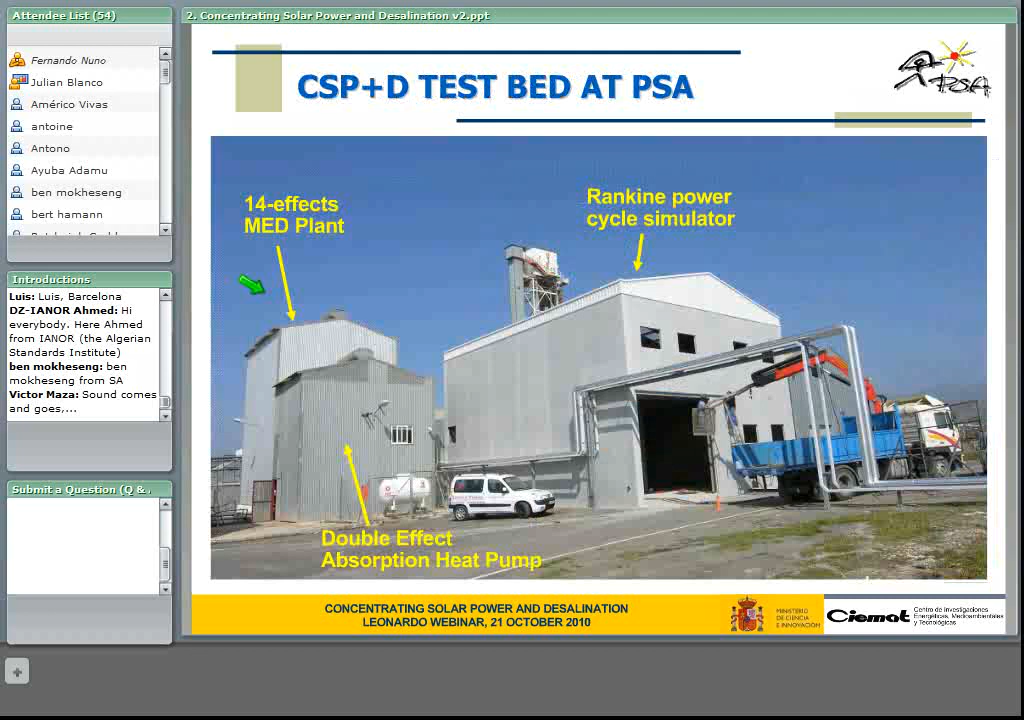 Attendee List (54)
Fernando Nuno
Julian Blanco
Américo Vivas
antoine
Antono
Ayuba Adamu
ben mokheseng
bert hamann
Introductions
Luis: Luis, Barcelona
DZ-IANOR Ahmed: Hi
everybody. Here Ahmed
from IANOR (the Algerian
Standards Institute)
ben mokheseng: ben
mokheseng from SA
Victor Maza: Sound comes
and goes,...
Submit a Question (Q &
2. Concentrating Solar Power and Desalination v2.ppt
CSP+D TEST BED AT PSA
PSA
14-effects
MED Plant
Rankine power
cycle simulator
Double Effect
Absorption Heat Pump
CONCENTRATING SOLAR POWER AND DESALINATION
LEONARDO WEBINAR, 21 OCTOBER 2010
MINISTERIO
DE CIENCIA
E INNOVACIÓN
Ciemat
Centro de Investigaciones
Energéticas, Medioambientales
y Tecnológicas